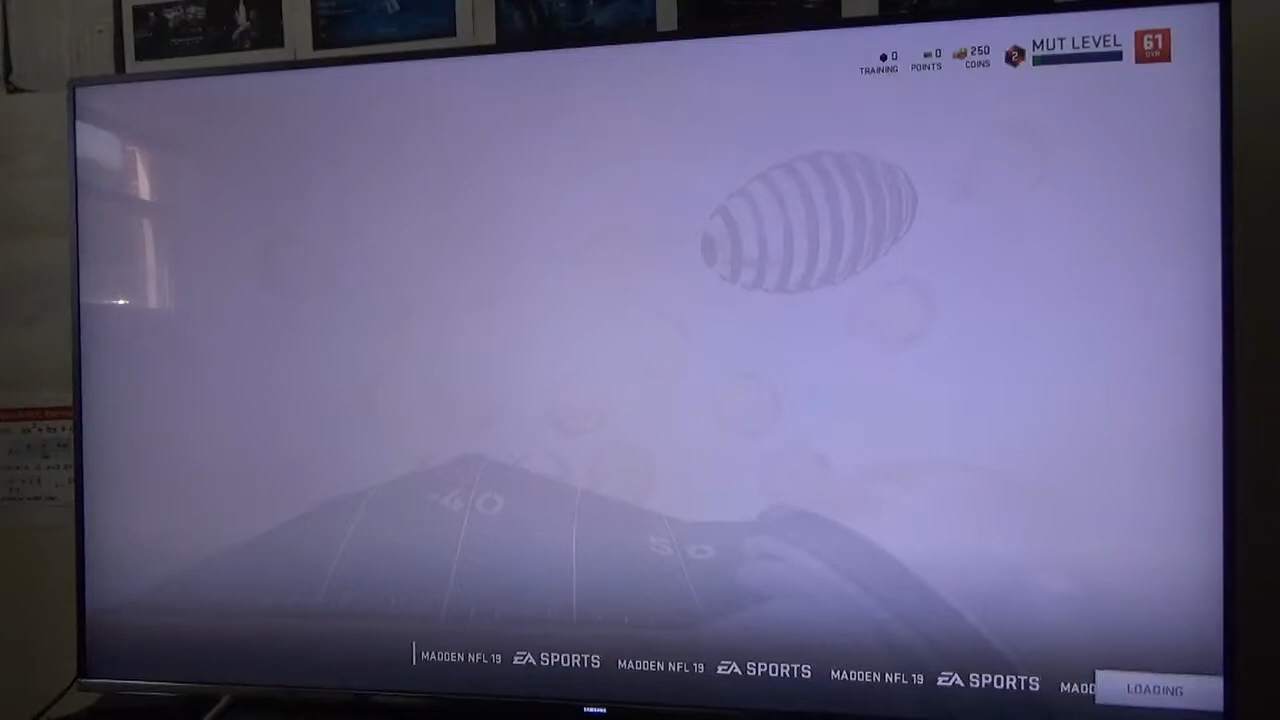 0 TRAINING
0 POINTS
250 COINS
2
MUT LEVEL
61 OVR
40
50
MADDEN NFL 19 EA SPORTS MADDEN NFL 19 EA SPORTS MADDEN NFL 19 EA SPORTS MADD
LOADING
SAMSUNG